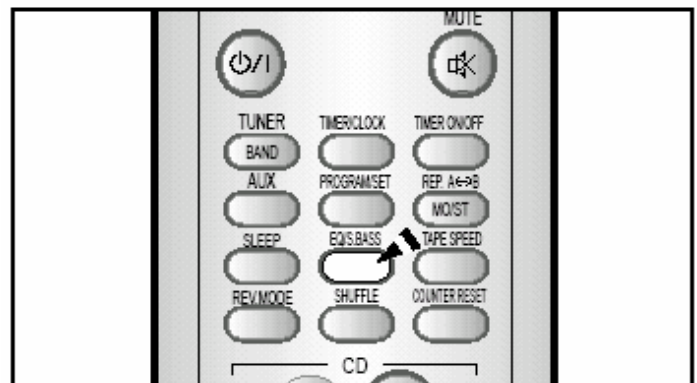 MUTE
⏻/I
TUNER TIMER/CLOCK TIMER ON/OFF
BAND
AUX PROGRAM/SET REP. A↔B
MO/ST
SLEEP EQ/S.BASS TAPE SPEED
REV.MODE SHUFFLE COUNTER RESET
CD